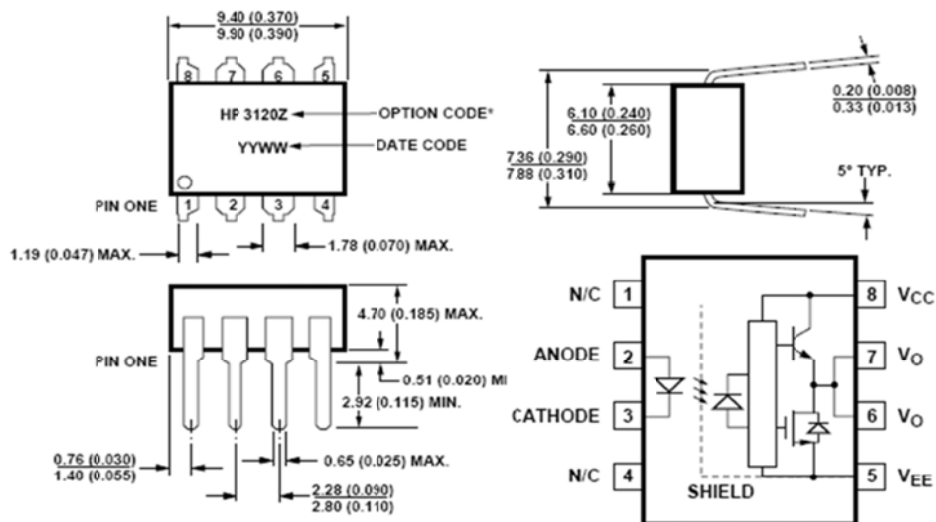 9.40 (0.370)
9.90 (0.390)
8 7 6 5
HF 3120Z
OPTION CODE*
YYWW
DATE CODE
PIN ONE
1 2 3 4
1.19 (0.047) MAX.
1.78 (0.070) MAX.
0.20 (0.008)
0.33 (0.013)
6.10 (0.240)
6.60 (0.260)
7.36 (0.290)
7.88 (0.310)
5° TYP.
4.70 (0.185) MAX.
PIN ONE
0.51 (0.020) MI
2.92 (0.115) MIN.
0.76 (0.030)
1.40 (0.055)
0.65 (0.025) MAX.
2.28 (0.090)
2.80 (0.110)
N/C 1
8 VCC
ANODE 2
7 VO
CATHODE 3
6 VO
N/C 4
5 VEE
SHIELD